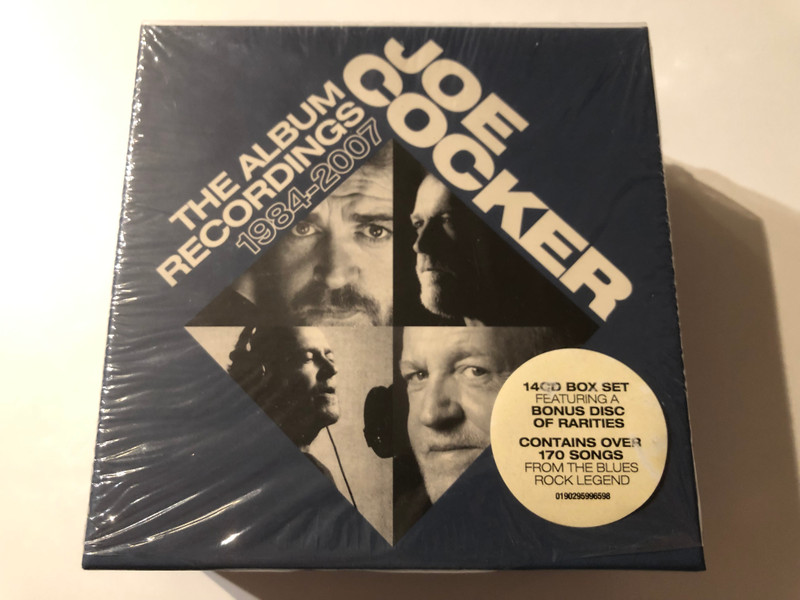 JOE
COCKER
THE ALBUM
RECORDINGS
1984-2007
14CD BOX SET
FEATURING A
BONUS DISC
OF RARITIES
CONTAINS OVER
170 SONGS
FROM THE BLUES
ROCK LEGEND
0190295996598